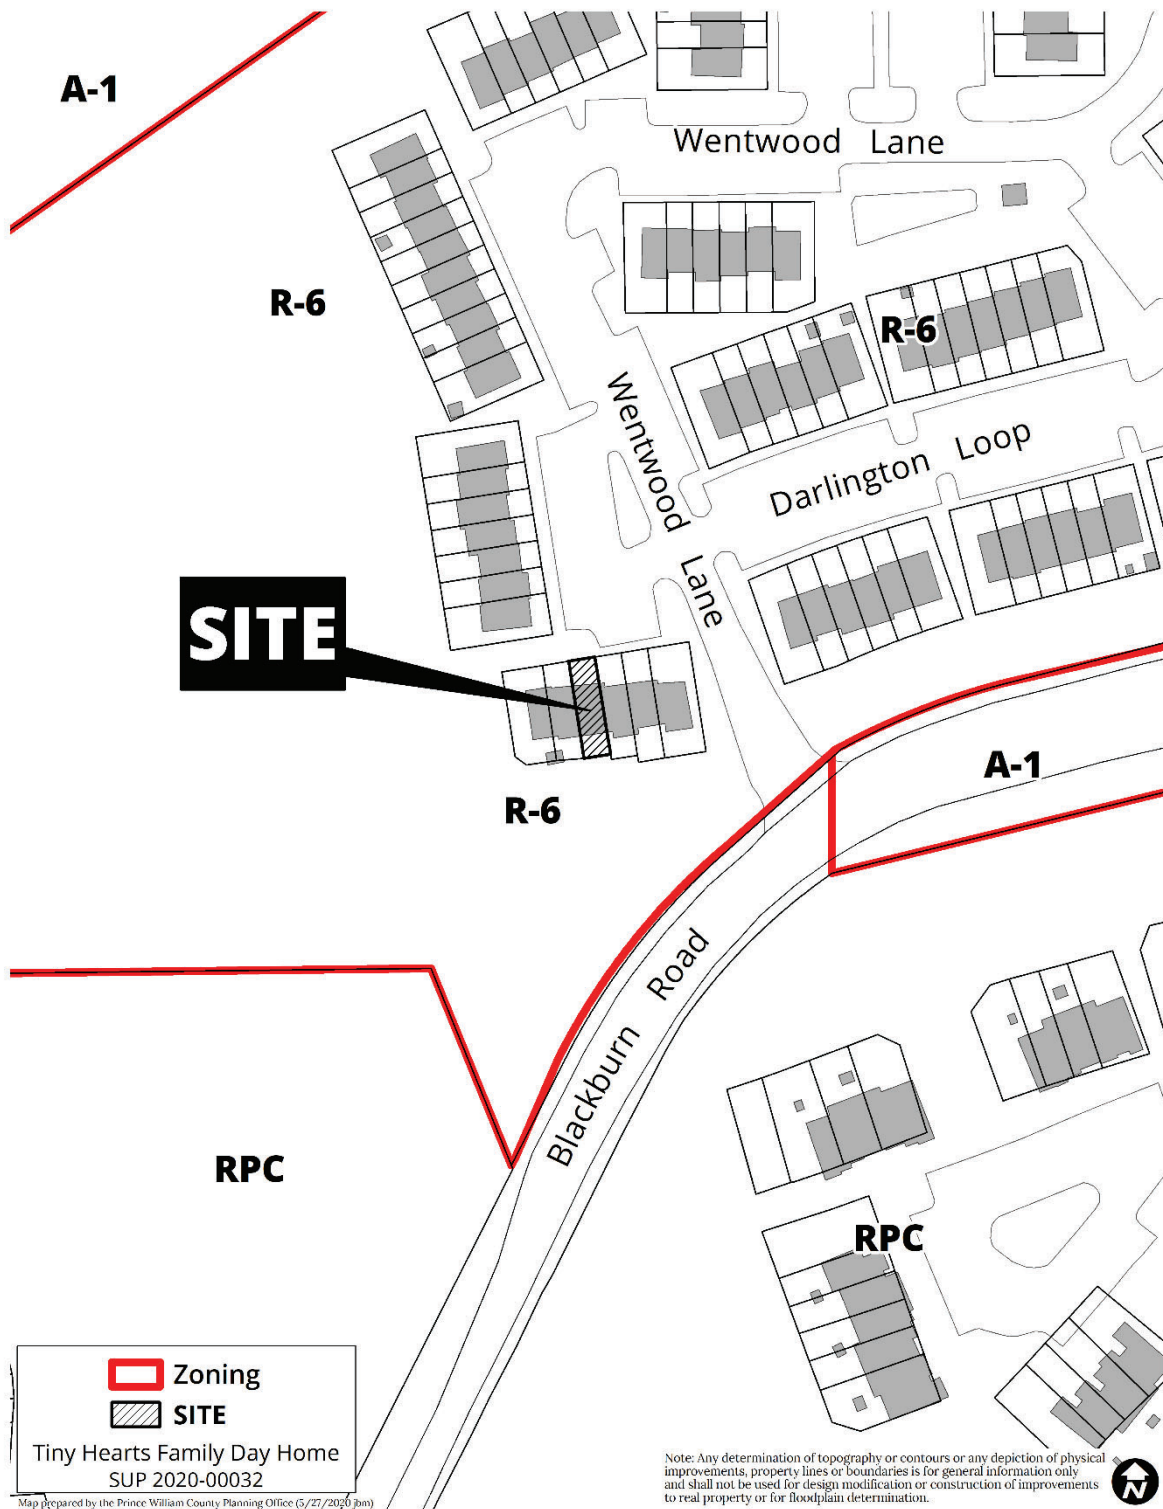 A-1
Wentwood Lane
R-6
R-6
Wentwood Lane
Darlington Loop
SITE
A-1
R-6
Blackburn Road
RPC
RPC
Zoning
SITE
Tiny Hearts Family Day Home
SUP 2020-00032
Map prepared by the Prince William County Planning Office (5/27/2020 jbm)
Note: Any determination of topography or contours or any depiction of physical
improvements, property lines or boundaries is for general information only
and shall not be used for design modification or construction of improvements
to real property or for floodplain determination.
N